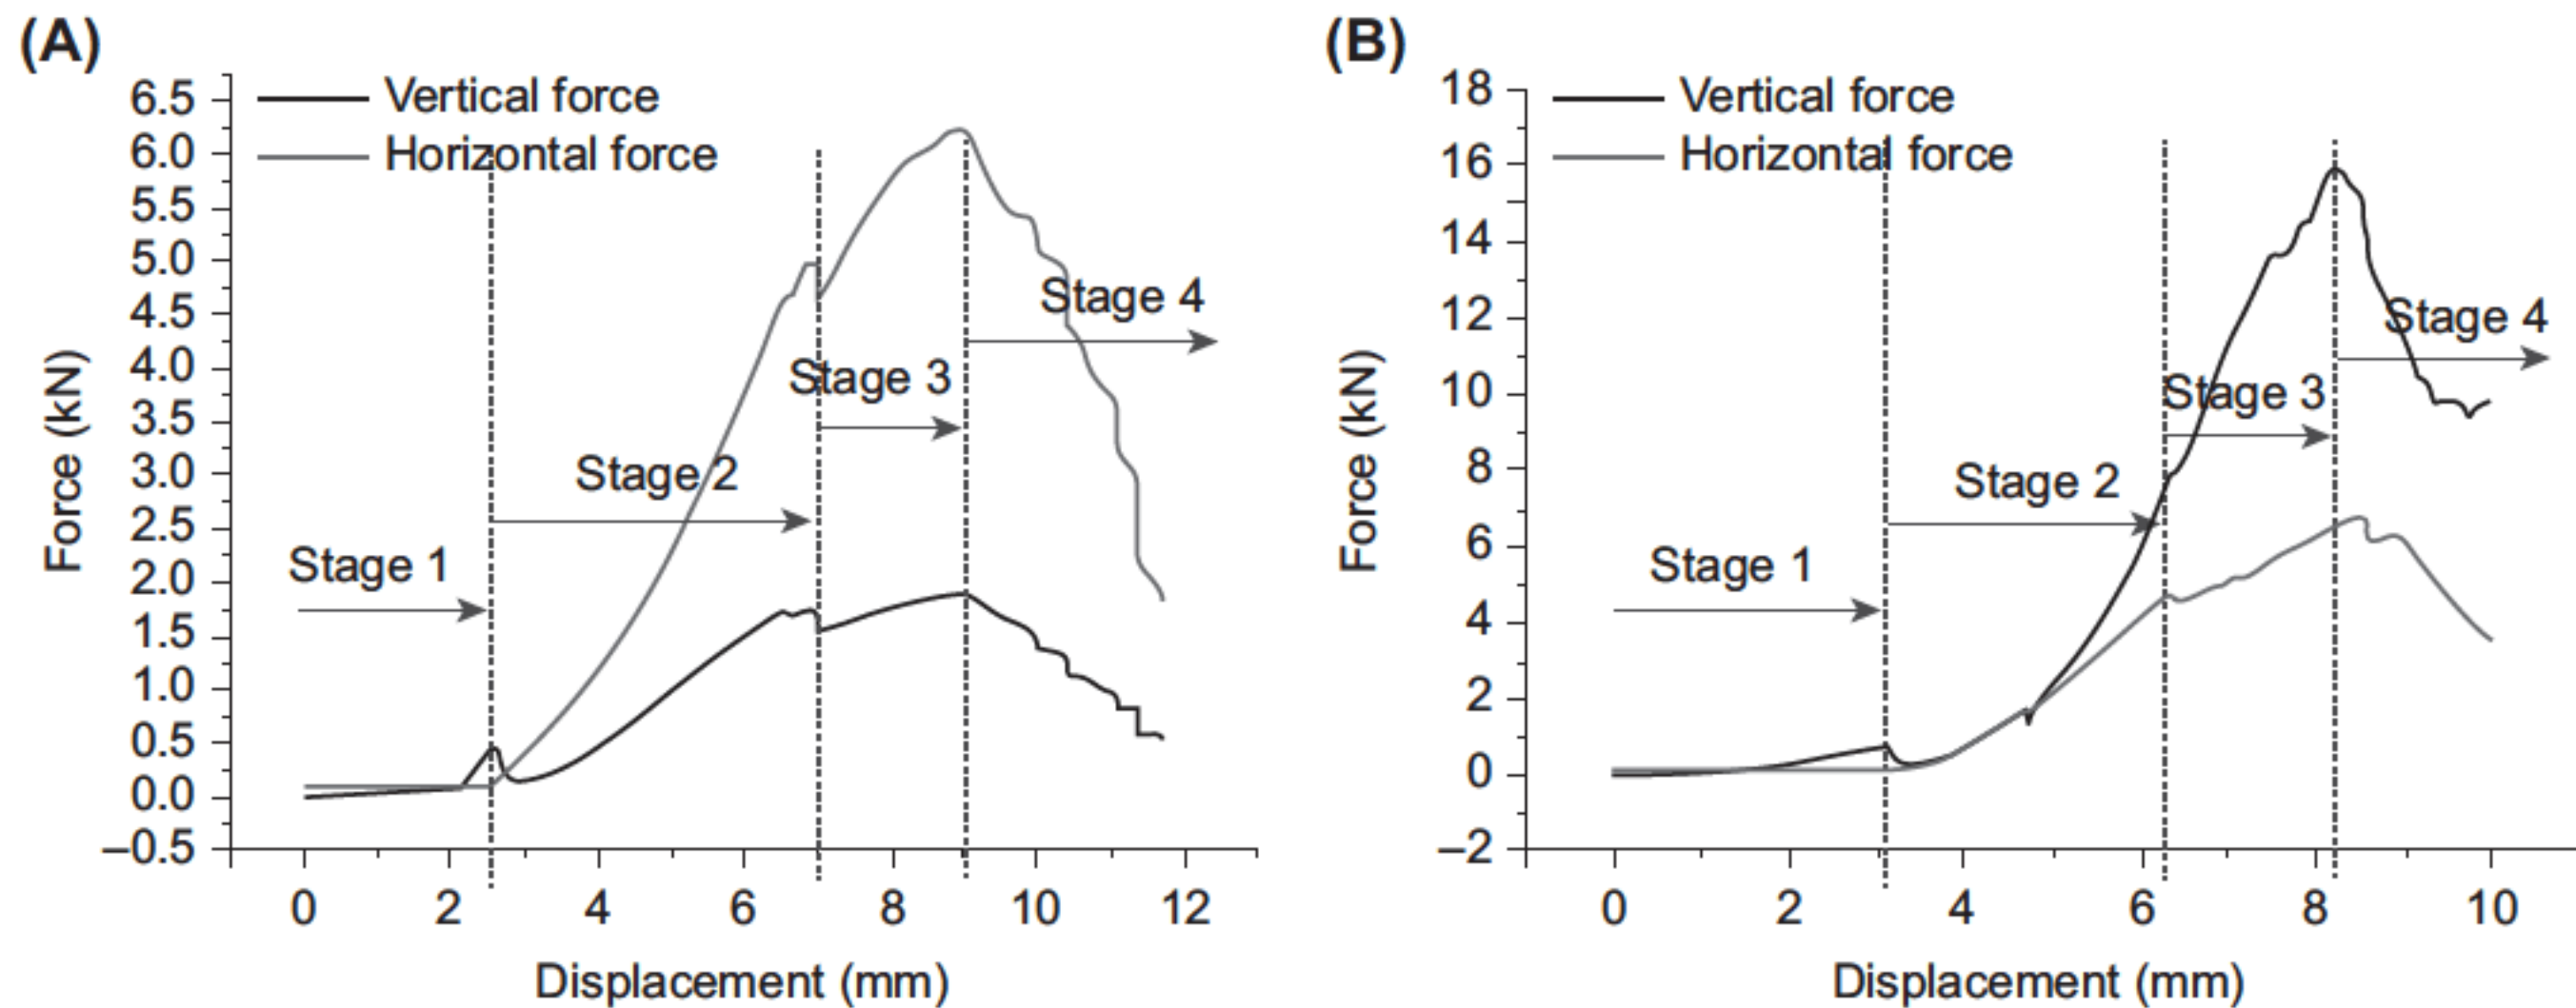 (A)
Vertical force
Horizontal force
6.5
6.0
5.5
5.0
4.5
4.0
3.5
3.0
2.5
2.0
1.5
1.0
0.5
0.0
–0.5
Force (kN)
Stage 1
Stage 2
Stage 3
Stage 4
0 2 4 6 8 10 12
Displacement (mm)
(B)
Vertical force
Horizontal force
18
16
14
12
10
8
6
4
2
0
–2
Force (kN)
Stage 1
Stage 2
Stage 3
Stage 4
0 2 4 6 8 10
Displacement (mm)